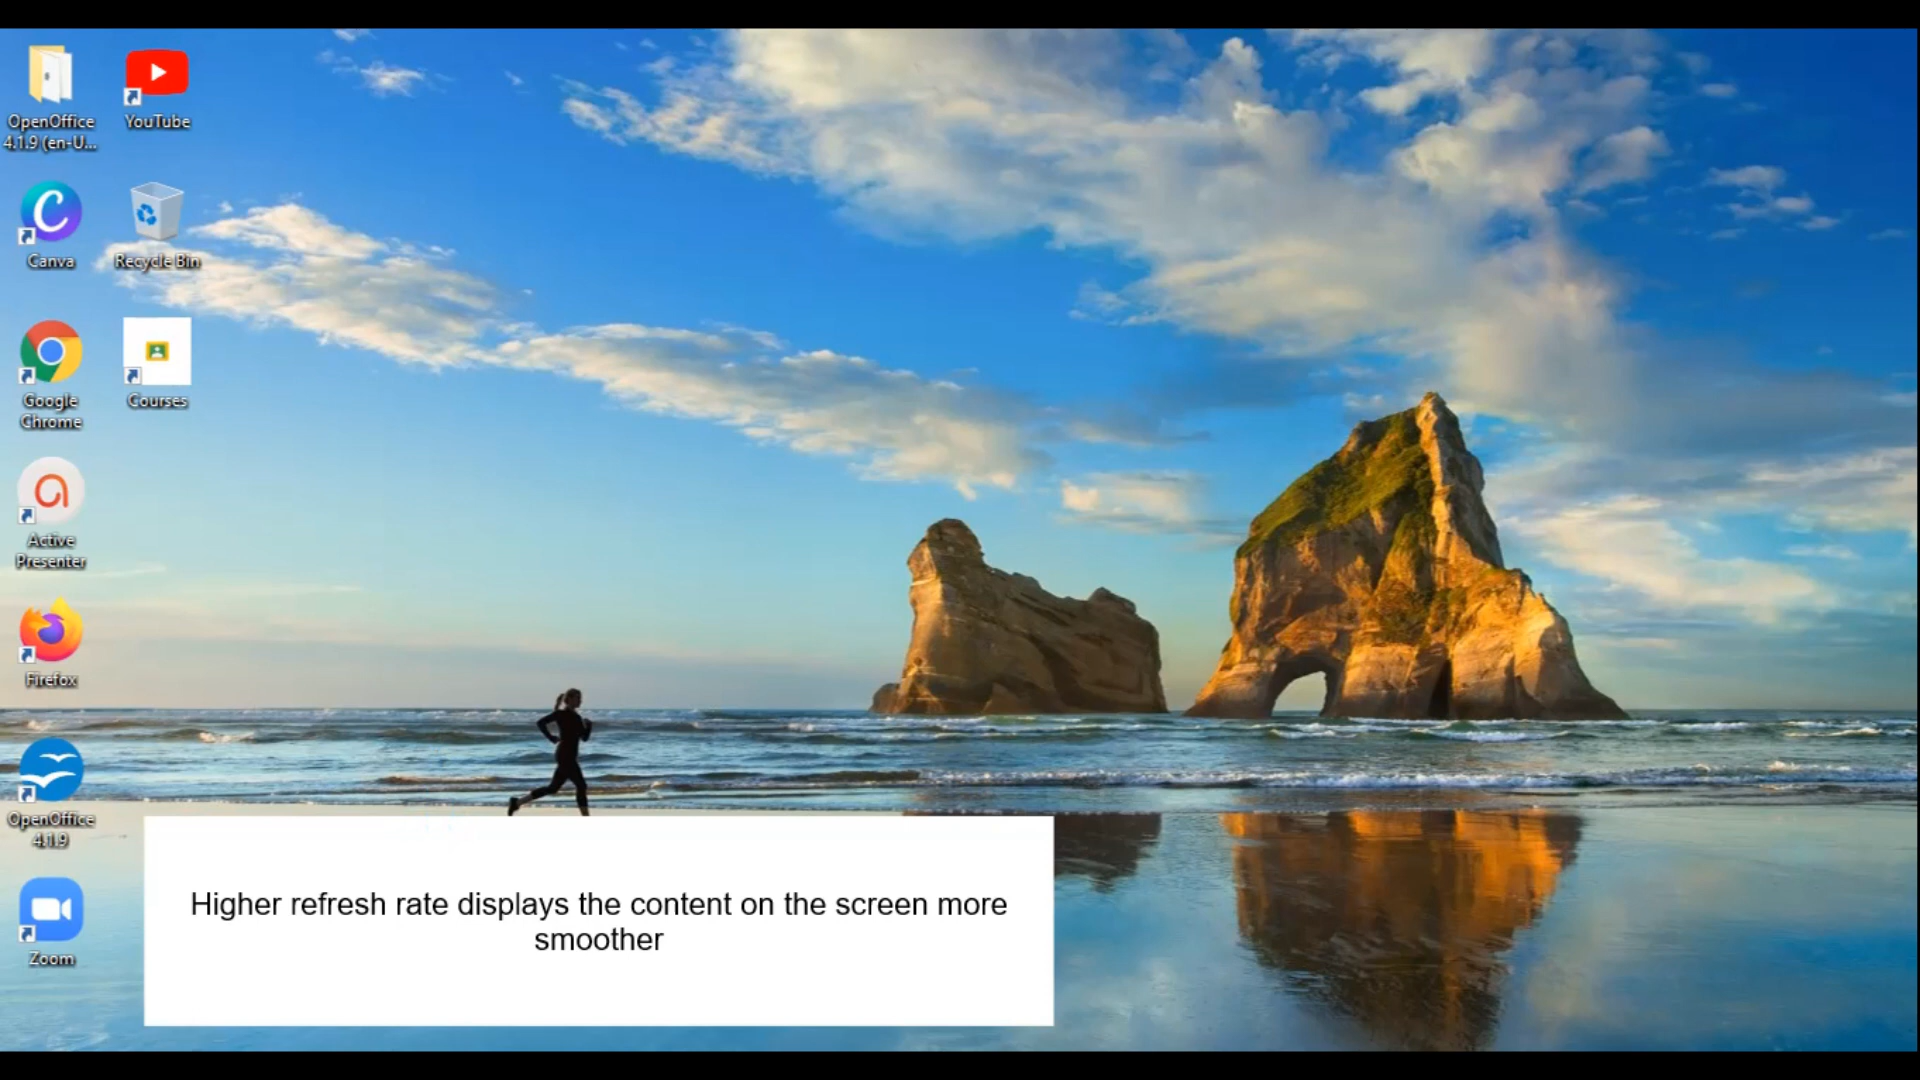 OpenOffice
4.1.9 (en-U...
YouTube
Canva
Recycle Bin
Google
Chrome
Courses
Active
Presenter
Firefox
OpenOffice
4.1.9
Zoom
Higher refresh rate displays the content on the screen more
smoother